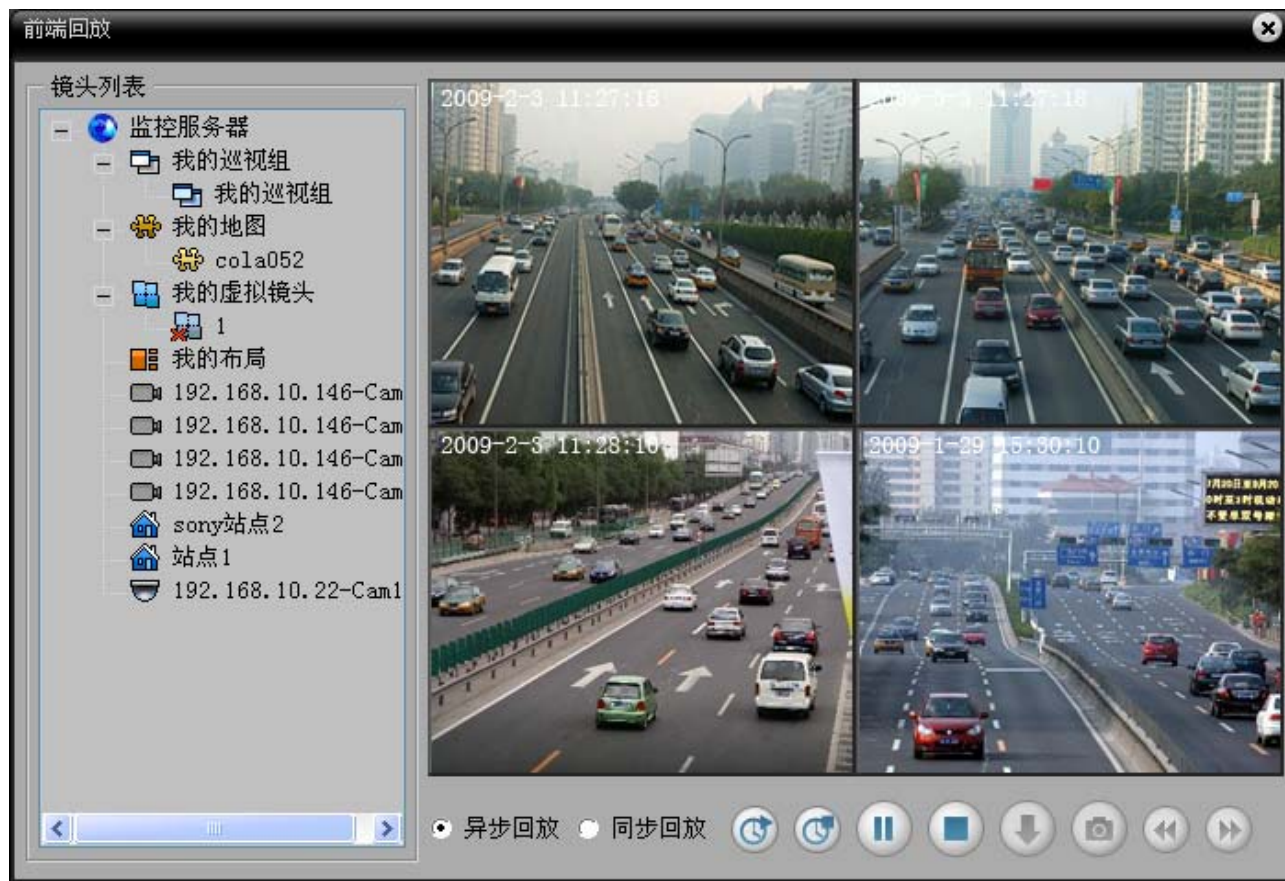 前端回放
镜头列表
监控服务器
我的巡视组
我的巡视组
我的地图
cola052
我的虚拟镜头
1
我的布局
192.168.10.146-Cam
192.168.10.146-Cam
192.168.10.146-Cam
192.168.10.146-Cam
sony站点2
站点1
192.168.10.22-Cam1
2009-2-3 11:27:18
11:27:18
2009-2-3 11:28:10
2009-1-29 15:30:10
异步回放
同步回放